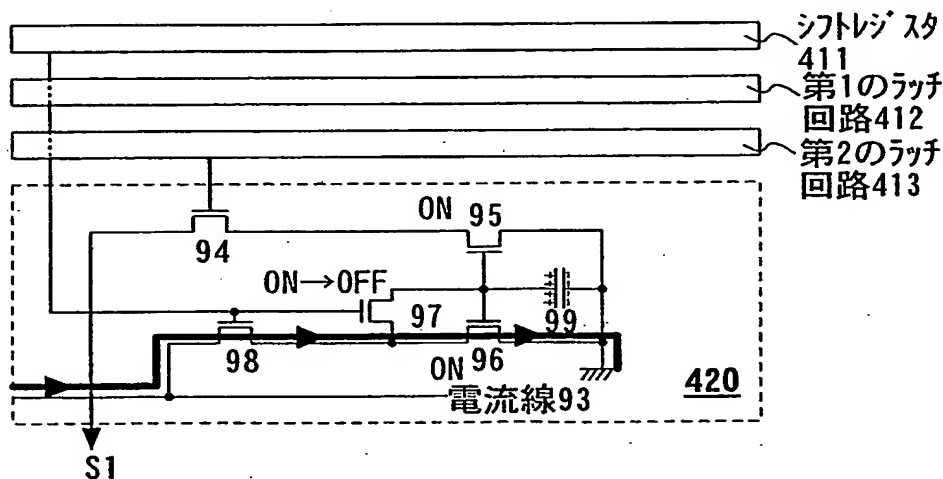 シフトレジスタ
411
第1のラッチ
回路412
第2のラッチ
回路413
ON 95
94
ON→OFF
97
99
98
96
ON
420
電流線93
S1